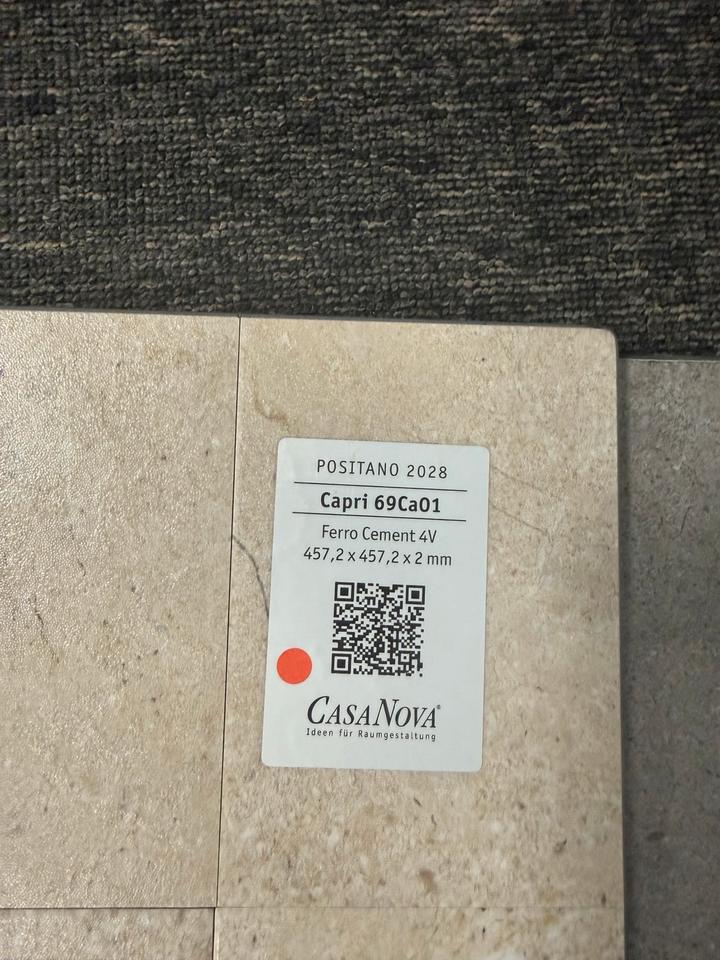 POSITANO 2028
Capri 69Ca01
Ferro Cement 4V
457,2 x 457,2 x 2 mm
CASANOVA®
Ideen für Raumgestaltung